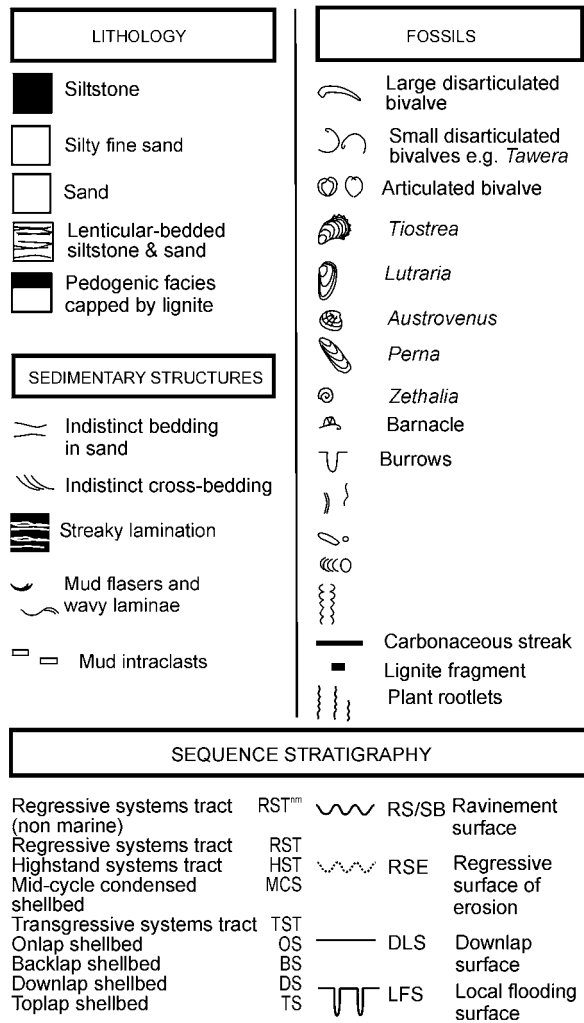 LITHOLOGY
Siltstone
Silty fine sand
Sand
Lenticular-bedded
siltstone & sand
Pedogenic facies
capped by lignite
SEDIMENTARY STRUCTURES
Indistinct bedding
in sand
Indistinct cross-bedding
Streaky lamination
Mud flasers and
wavy laminae
Mud intraclasts
FOSSILS
Large disarticulated
bivalve
Small disarticulated
bivalves e.g. Tawera
Articulated bivalve
Tiostrea
Lutraria
Austrovenus
Perna
Zethalia
Barnacle
Burrows
Carbonaceous streak
Lignite fragment
Plant rootlets
SEQUENCE STRATIGRAPHY
Regressive systems tract RSTⁿᵐ
(non marine)
Regressive systems tract RST
Highstand systems tract HST
Mid-cycle condensed MCS
shellbed
Transgressive systems tract TST
Onlap shellbed OS
Backlap shellbed BS
Downlap shellbed DS
Toplap shellbed TS
RS/SB Ravinement
surface
RSE Regressive
surface of
erosion
DLS Downlap
surface
LFS Local flooding
surface